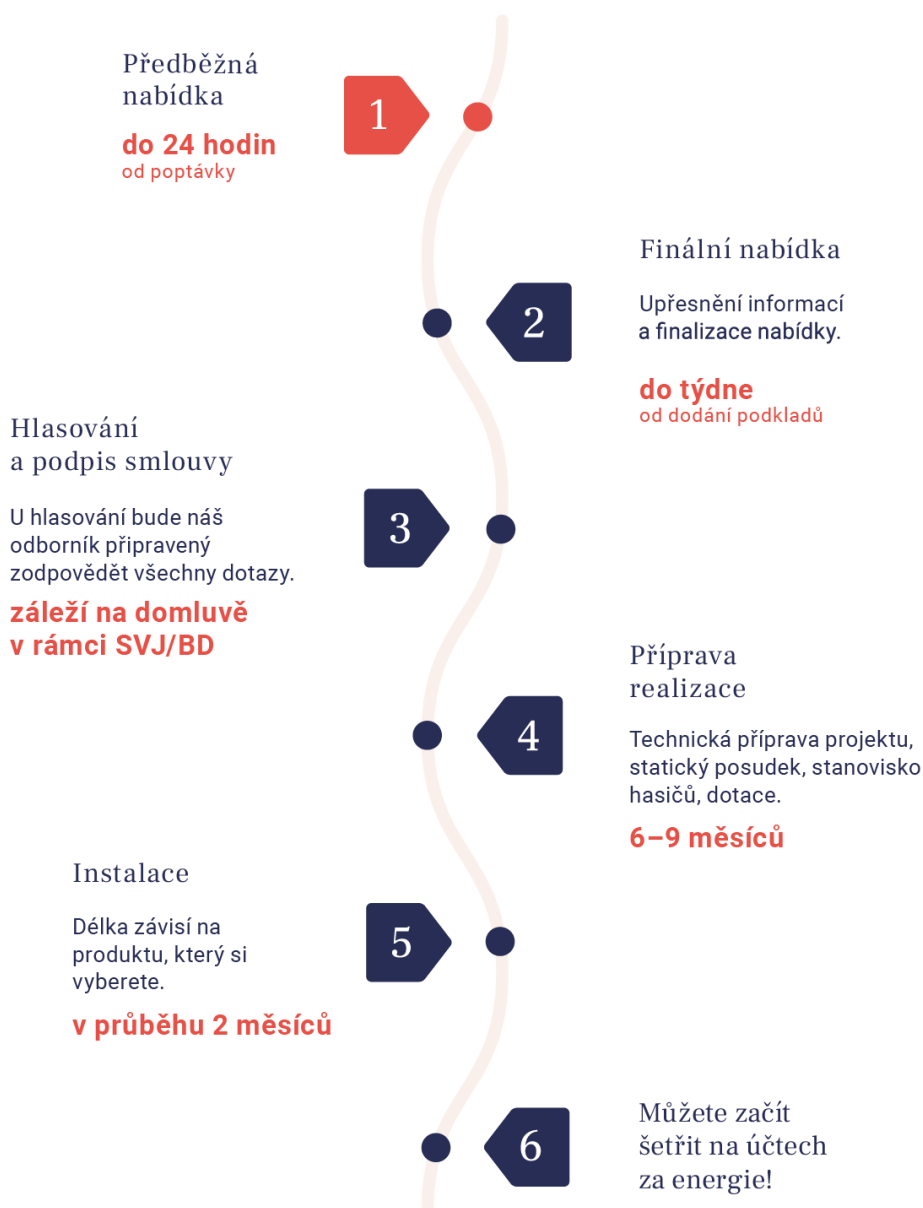 Předběžná
nabídka
do 24 hodin
od poptávky
1
Finální nabídka
Upřesnění informací
a finalizace nabídky.
do týdne
od dodání podkladů
2
Hlasování
a podpis smlouvy
U hlasování bude náš
odborník připravený
zodpovědět všechny dotazy.
záleží na domluvě
v rámci SVJ/BD
3
Příprava
realizace
Technická příprava projektu,
statický posudek, stanovisko
hasičů, dotace.
6–9 měsíců
4
Instalace
Délka závisí na
produktu, který si
vyberete.
v průběhu 2 měsíců
5
Můžete začít
šetřit na účtech
za energie!
6